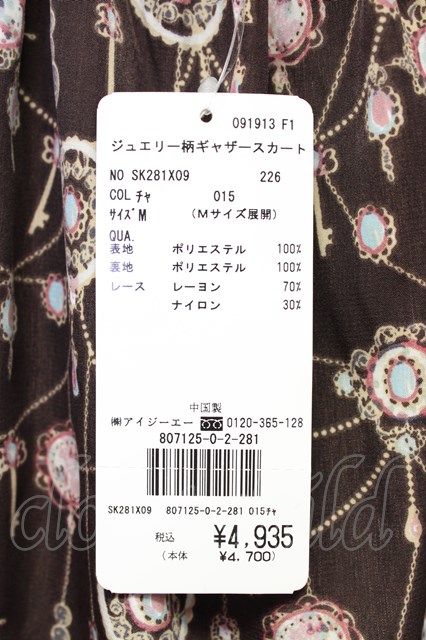 091913 F1
ジュエリー柄ギャザースカート
NO SK281X09 226
COL チャ 015
サイズ M (Mサイズ展開)
QUA.
表地 ポリエステル 100%
裏地 ポリエステル 100%
レース レーヨン 70%
ナイロン 30%
中国製
㈱アイジーエー 0120-365-128
807125-0-2-281
SK281X09 807125-0-2-281 015チャ
税込 ¥4,935
(本体 ¥4,700)